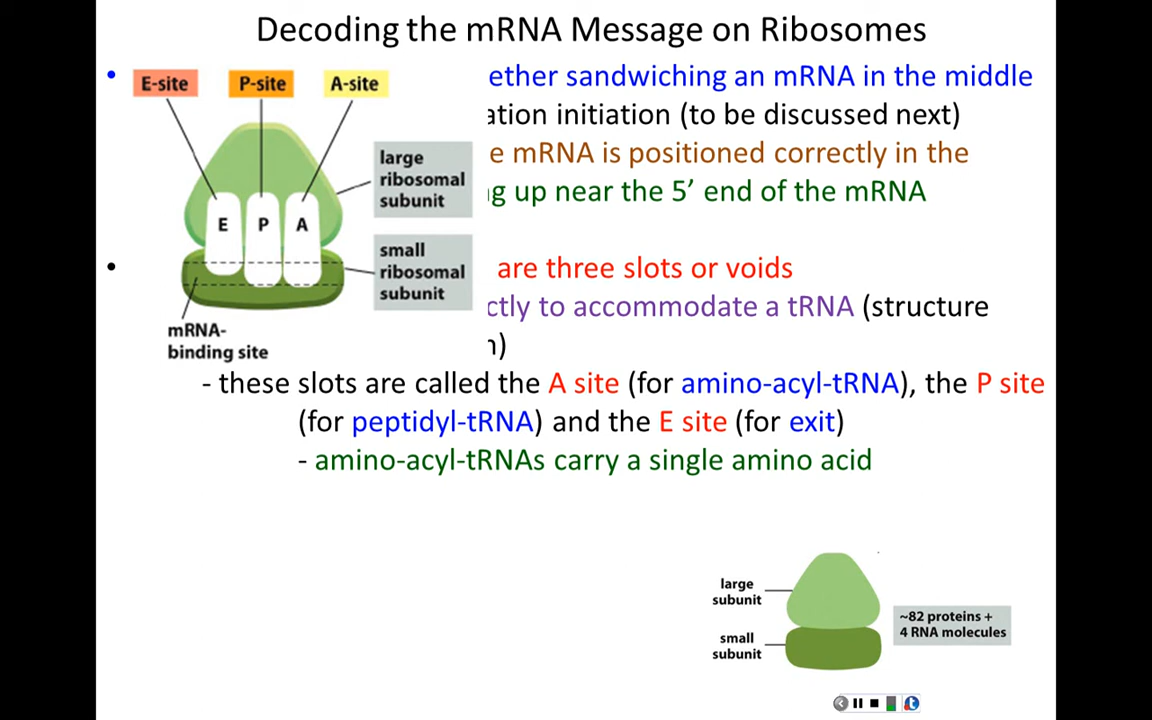 Decoding the mRNA Message on Ribosomes
E-site P-site A-site
ether sandwiching an mRNA in the middle
ation initiation (to be discussed next)
large
ribosomal
subunit
e mRNA is positioned correctly in the
g up near the 5’ end of the mRNA
E P A
small
ribosomal
subunit
• are three slots or voids
ctly to accommodate a tRNA (structure
mRNA-
binding site
)
- these slots are called the A site (for amino-acyl-tRNA), the P site
(for peptidyl-tRNA) and the E site (for exit)
- amino-acyl-tRNAs carry a single amino acid
large
subunit
small
subunit
~82 proteins +
4 RNA molecules